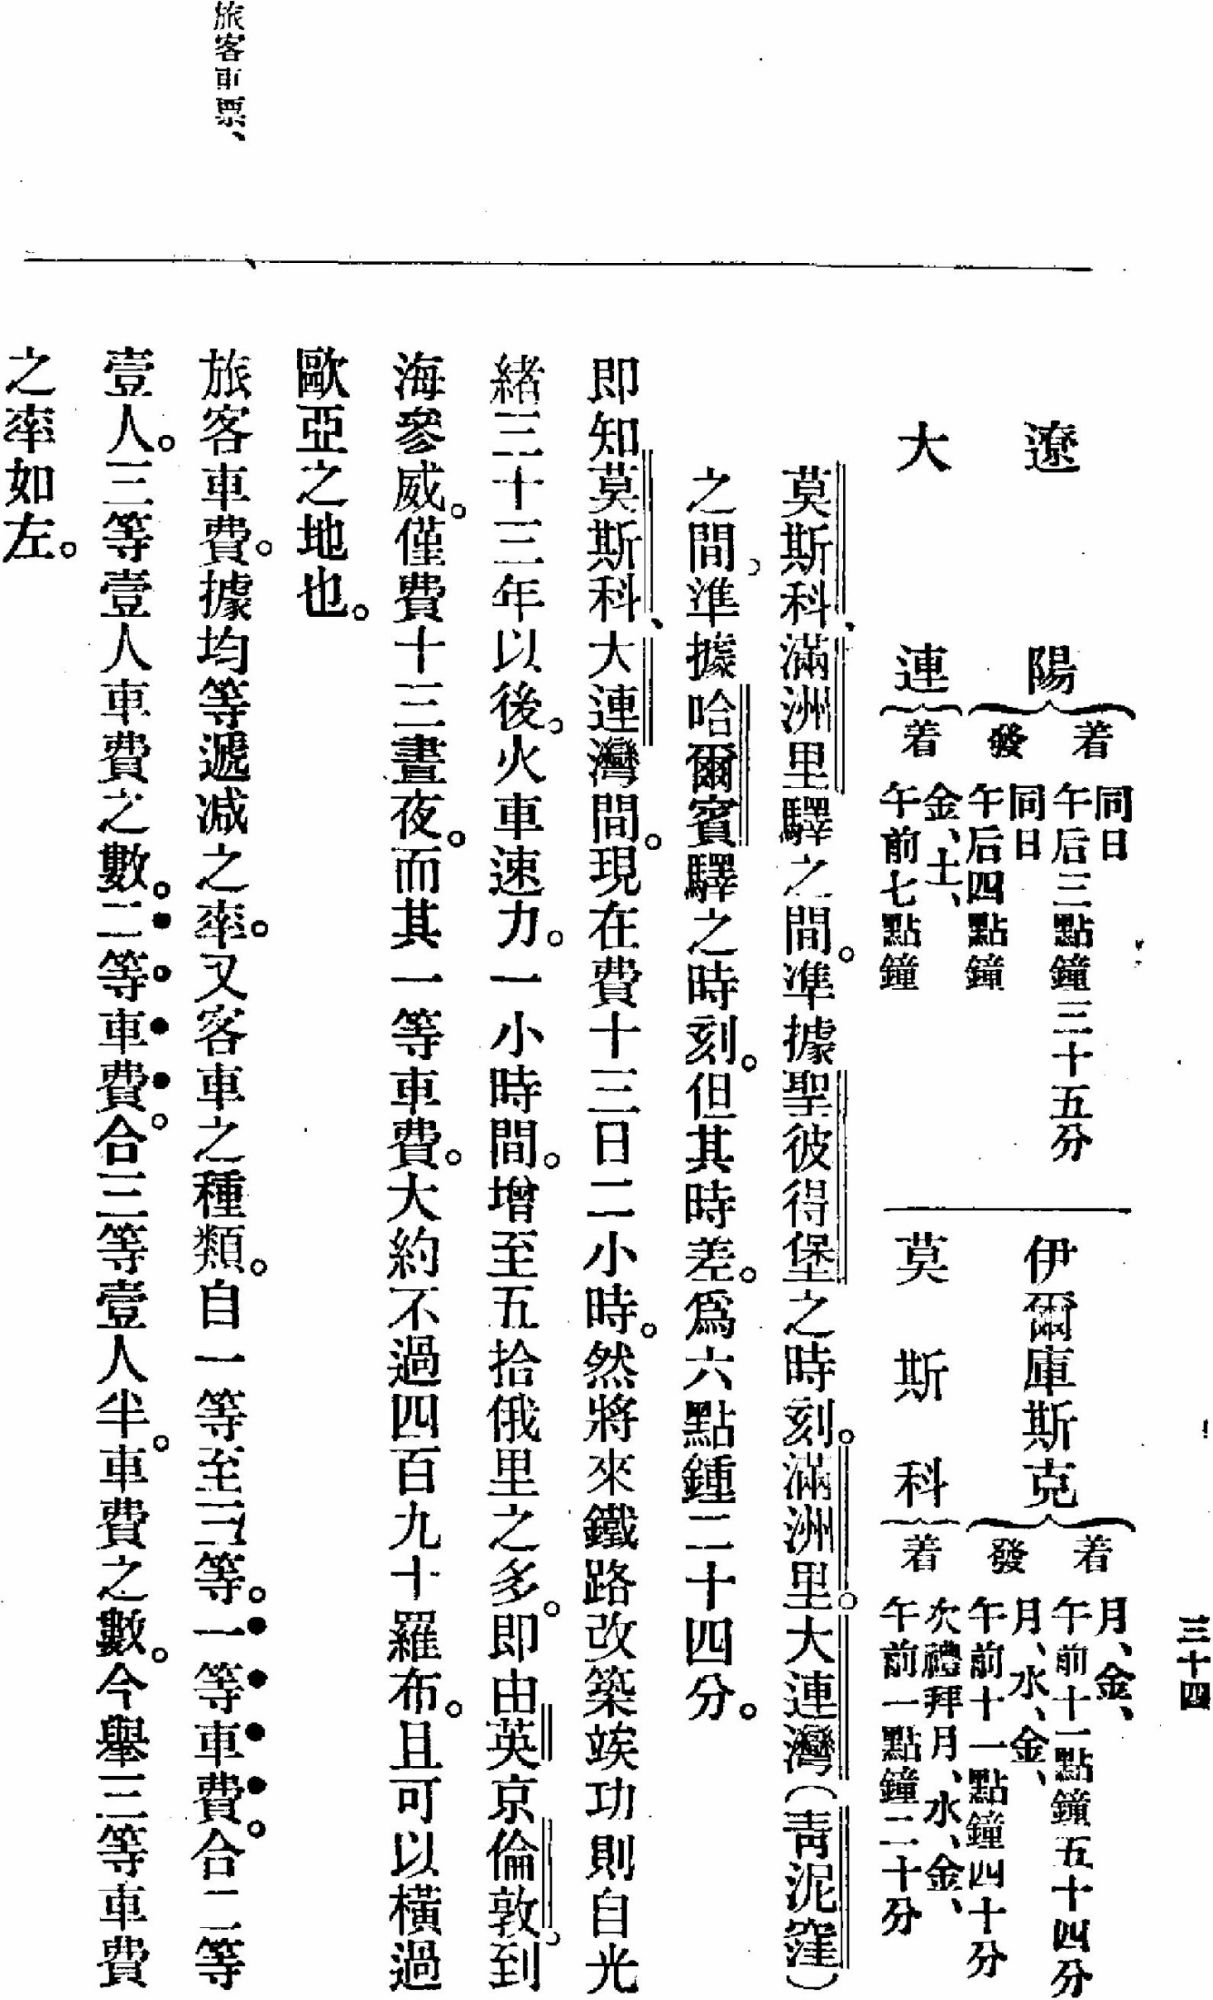 三十四
遼陽
着
同日
午后三點鐘三十五分
發
同日
午后四點鐘
大連
着
金、土、
午前七點鐘
伊爾庫斯克
着
月、金、
午前十一點鐘五十四分
發
月、水、金、
午前十一點鐘四十分
莫斯科
着
次禮拜月、水、金、
午前一點鐘二十分
莫斯科、滿洲里驛之間。準據聖彼得堡之時刻。滿洲里。大連灣(青泥窪)
之間。準據哈爾賓驛之時刻。但其時差。爲六點鍾二十四分。
即知莫斯科、大連灣間。現在費十三日二小時。然將來鐵路改築竢功則自光
緒三十三年以後。火車速力。一小時間。增至五拾俄里之多。即由英京倫敦。到
海參威。僅費十三晝夜。而其一等車費。大約不過四百九十羅布。且可以橫過
歐亞之地也。
旅客車票、
旅客車費。據均等遞减之率。又客車之種類。自一等至三等。一等車費。合二等
壹人。三等壹人車費之數。二等車費。合三等壹人半。車費之數。今舉三等車費
之率如左。